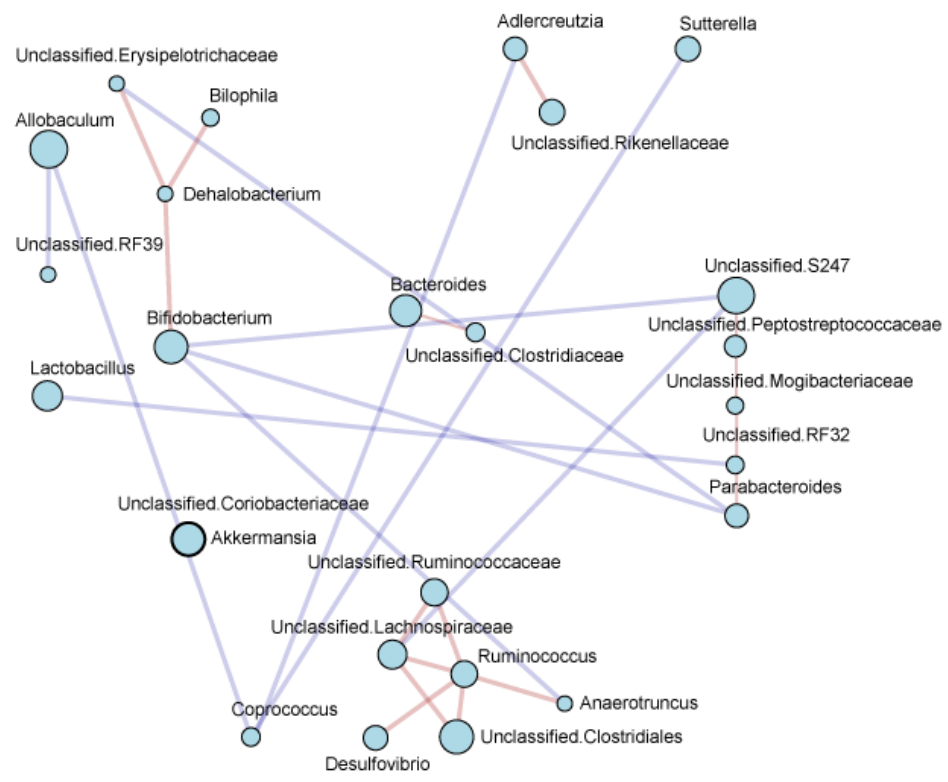 Adlercreutzia
Sutterella
Unclassified.Erysipelotrichaceae
Bilophila
Allobaculum
Unclassified.Rikenellaceae
Dehalobacterium
Unclassified.RF39
Unclassified.S247
Bacteroides
Bifidobacterium
Unclassified.Peptostreptococcaceae
Unclassified.Clostridiaceae
Lactobacillus
Unclassified.Mogibacteriaceae
Unclassified.RF32
Parabacteroides
Unclassified.Coriobacteriaceae
Akkermansia
Unclassified.Ruminococcaceae
Unclassified.Lachnospiraceae
Ruminococcus
Coprococcus
Anaerotruncus
Unclassified.Clostridiales
Desulfovibrio